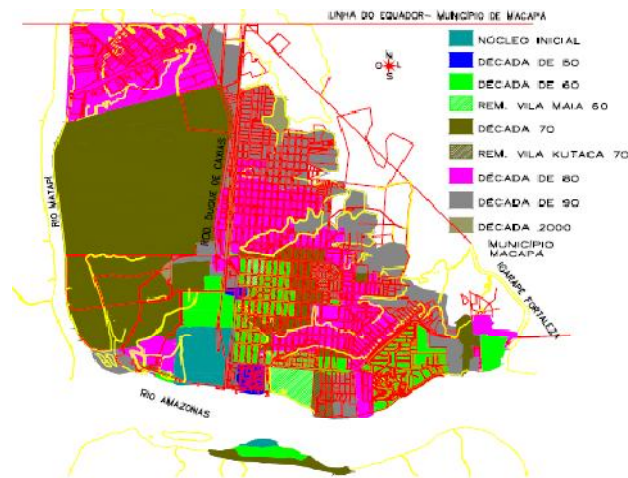 LINHA DO EQUADOR- MUNICÍPIO DE MACAPÁ
N
O L
S
NÚCLEO INICIAL
DÉCADA DE 50
DÉCADA DE 60
REM. VILA MAIA 60
DÉCADA 70
REM. VILA KUTACA 70
DÉCADA DE 80
DÉCADA DE 90
DÉCADA 2000
MUNICÍPIO
MACAPÁ
RIO MATAPÍ
ROD DUQUE DE CAXIAS
IGARAPE FORTALEZA
RIO AMAZONAS